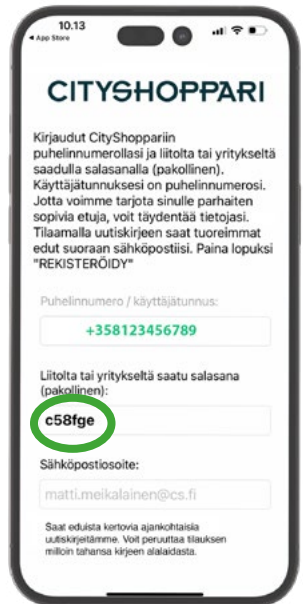 10.13
◀ App Store
CITYSHOPPARI
Kirjaudut CityShoppariin
puhelinnumerollasi ja liitolta tai yritykseltä
saadulla salasanalla (pakollinen).
Käyttäjätunnuksesi on puhelinnumerosi.
Jotta voimme tarjota sinulle parhaiten
sopivia etuja, voit täydentää tietojasi.
Tilaamalla uutiskirjeen saat tuoreimmat
edut suoraan sähköpostiisi. Paina lopuksi
"REKISTERÖIDY"
Puhelinnumero / käyttäjätunnus:
+358123456789
Liitolta tai yritykseltä saatu salasana
(pakollinen):
c58fge
Sähköpostiosoite:
matti.meikalainen@cs.fi
Saat eduista kertovia ajankohtaisia
uutiskirjeitämme. Voit peruuttaa tilauksen
milloin tahansa kirjeen alalaidasta.